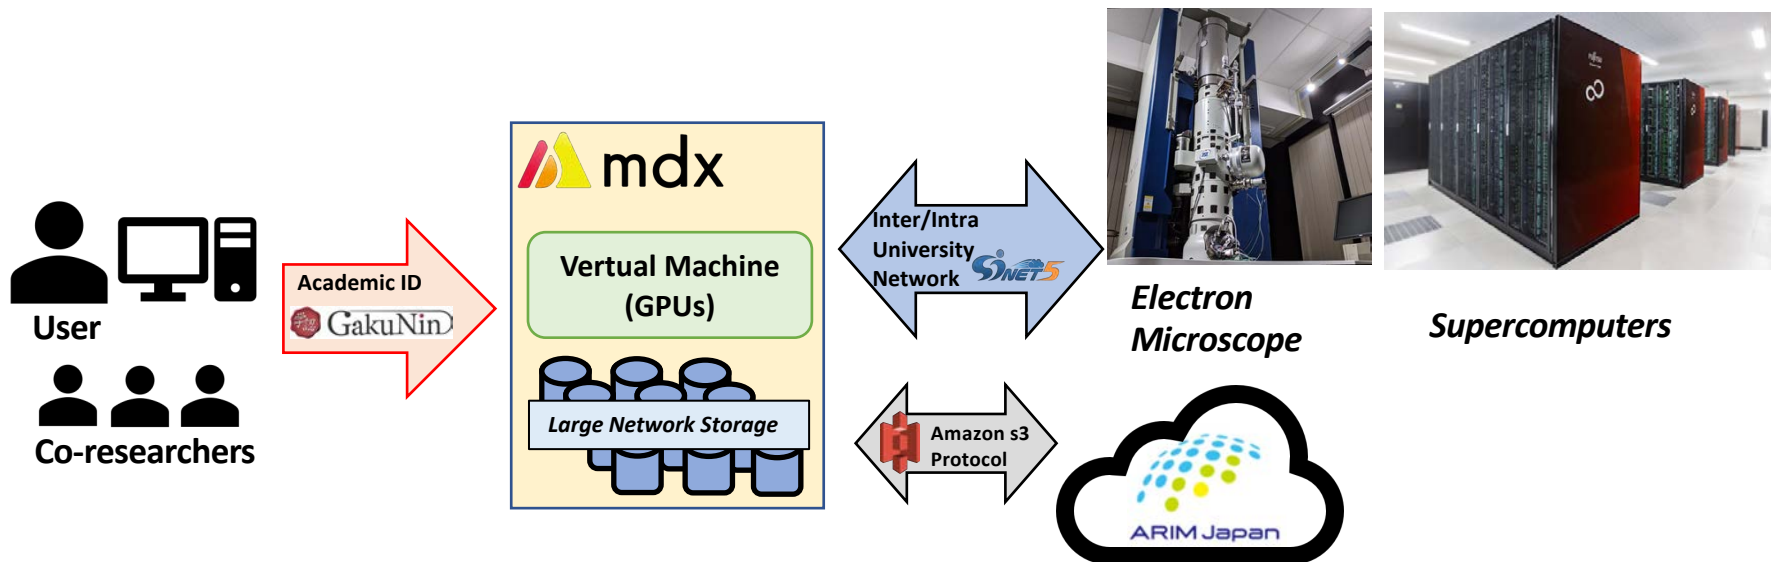 User
Co-researchers
Academic ID
GakuNin
mdx
Vertual Machine
(GPUs)
Large Network Storage
Inter/Intra
University
Network
SINET5
Amazon s3
Protocol
Electron
Microscope
FUJITSU
Supercomputers
ARIM Japan